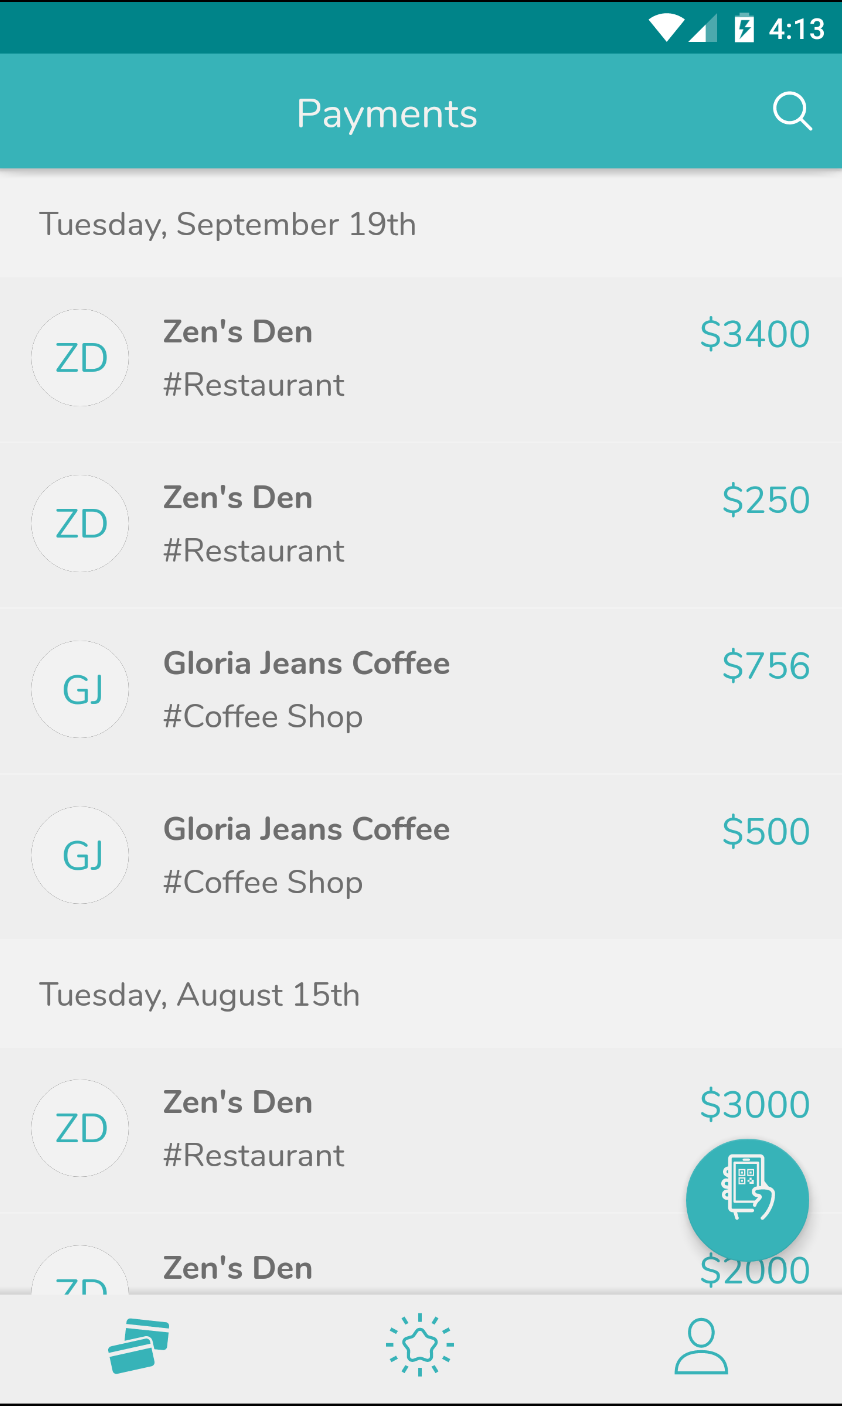 4:13
Payments
Tuesday, September 19th
ZD Zen's Den $3400
#Restaurant
ZD Zen's Den $250
#Restaurant
GJ Gloria Jeans Coffee $756
#Coffee Shop
GJ Gloria Jeans Coffee $500
#Coffee Shop
Tuesday, August 15th
ZD Zen's Den $3000
#Restaurant
ZD Zen's Den $2000